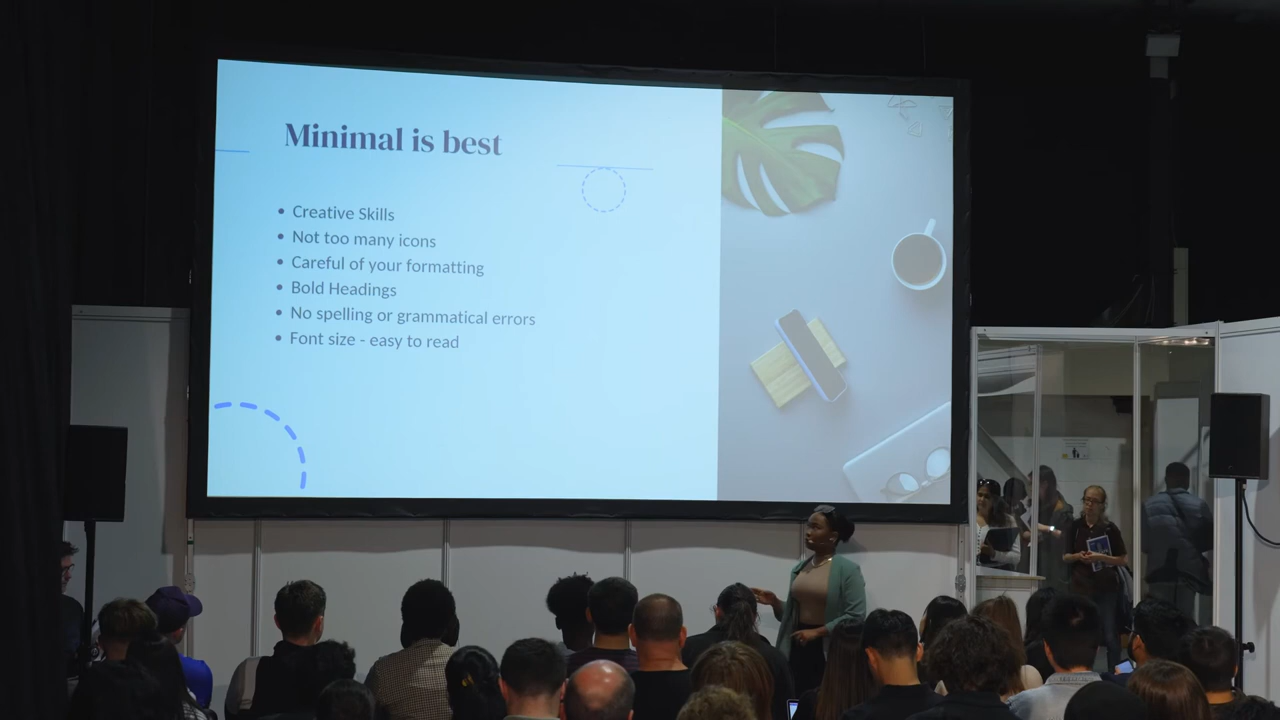 Minimal is best
• Creative Skills
• Not too many icons
• Careful of your formatting
• Bold Headings
• No spelling or grammatical errors
• Font size - easy to read